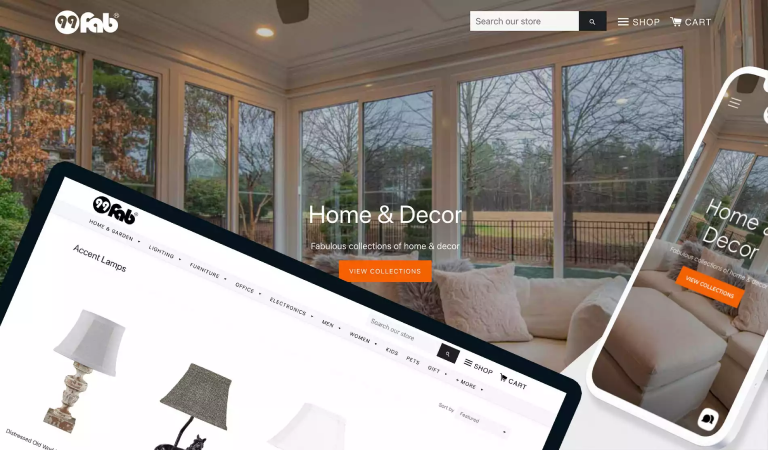 99fab®
Search our store
SHOP
CART
Home & Decor
Fabulous collections of home & decor
VIEW COLLECTIONS
99fab®
HOME & GARDEN
LIGHTING
FURNITURE
OFFICE
ELECTRONICS
MEN
WOMEN
KIDS
PETS
GIFT
+ MORE
Search our store
SHOP
CART
Accent Lamps
Sort by
Featured
Distressed Old
Home &
Decor
Fabulous collections of home & decor
VIEW COLLECTIONS